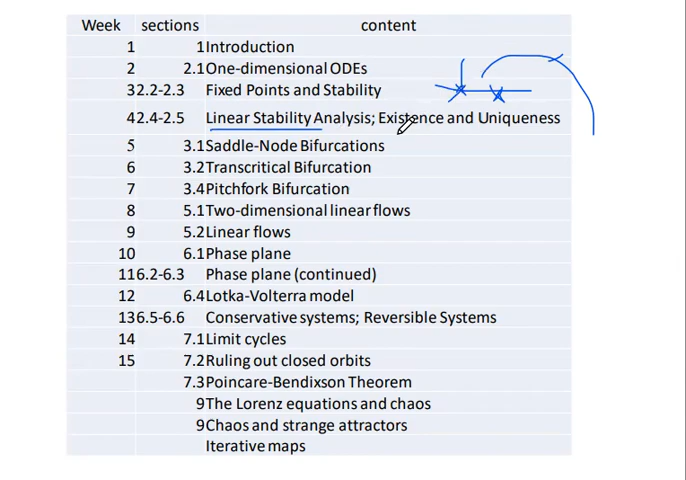 Week sections content
1 1 Introduction
2 2.1 One-dimensional ODEs
3 2.2-2.3 Fixed Points and Stability
4 2.4-2.5 Linear Stability Analysis; Existence and Uniqueness
5 3.1 Saddle-Node Bifurcations
6 3.2 Transcritical Bifurcation
7 3.4 Pitchfork Bifurcation
8 5.1 Two-dimensional linear flows
9 5.2 Linear flows
10 6.1 Phase plane
11 6.2-6.3 Phase plane (continued)
12 6.4 Lotka-Volterra model
13 6.5-6.6 Conservative systems; Reversible Systems
14 7.1 Limit cycles
15 7.2 Ruling out closed orbits
7.3 Poincare-Bendixson Theorem
9 The Lorenz equations and chaos
9 Chaos and strange attractors
Iterative maps